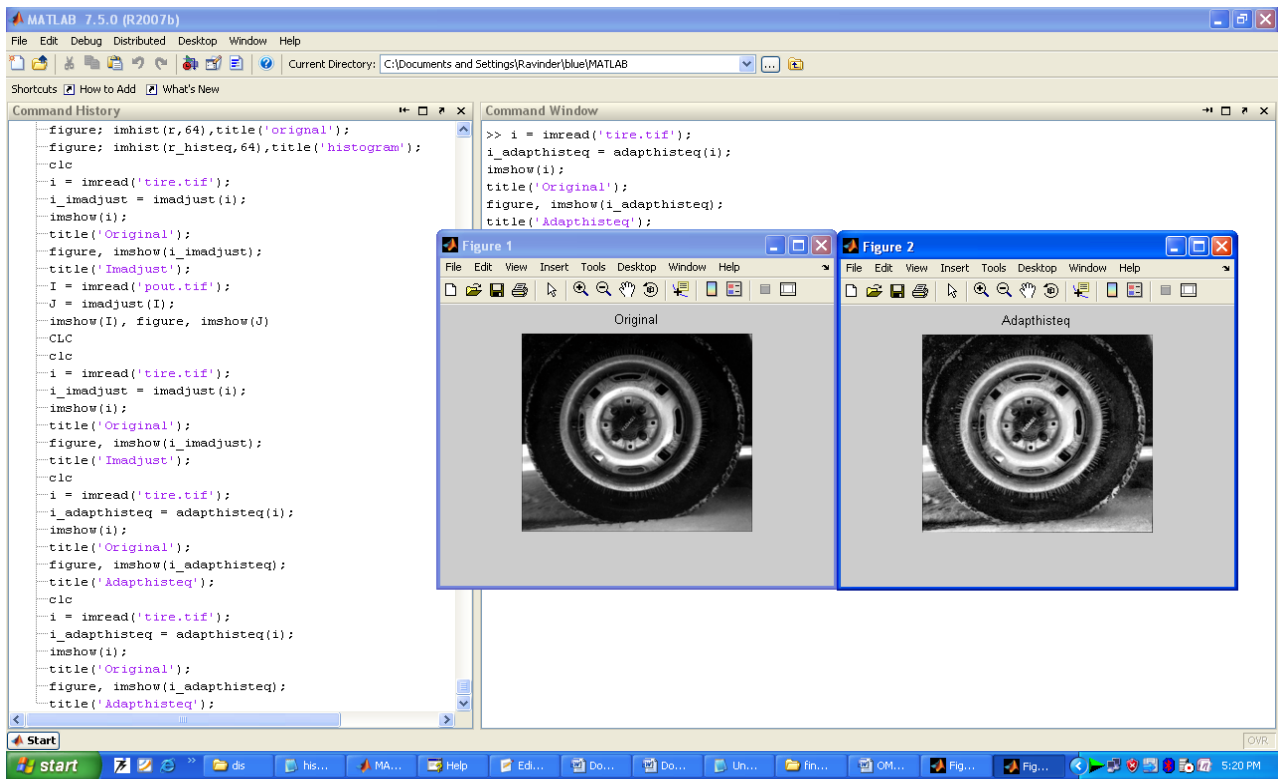 MATLAB 7.5.0 (R2007b)
File Edit Debug Distributed Desktop Window Help
Current Directory: C:\Documents and Settings\Ravinder\blue\MATLAB
Shortcuts How to Add What's New
Command History
figure; imhist(r,64),title('orignal');
figure; imhist(r_histeq,64),title('histogram');
clc
i = imread('tire.tif');
i_imadjust = imadjust(i);
imshow(i);
title('Original');
figure, imshow(i_imadjust);
title('Imadjust');
I = imread('pout.tif');
J = imadjust(I);
imshow(I), figure, imshow(J)
CLC
clc
i = imread('tire.tif');
i_imadjust = imadjust(i);
imshow(i);
title('Original');
figure, imshow(i_imadjust);
title('Imadjust');
clc
i = imread('tire.tif');
i_adapthisteq = adapthisteq(i);
imshow(i);
title('Original');
figure, imshow(i_adapthisteq);
title('Adapthisteq');
clc
i = imread('tire.tif');
i_adapthisteq = adapthisteq(i);
imshow(i);
title('Original');
figure, imshow(i_adapthisteq);
title('Adapthisteq');
Command Window
>> i = imread('tire.tif');
i_adapthisteq = adapthisteq(i);
imshow(i);
title('Original');
figure, imshow(i_adapthisteq);
title('Adapthisteq');
Figure 1
File Edit View Insert Tools Desktop Window Help
Original
Figure 2
File Edit View Insert Tools Desktop Window Help
Adapthisteq
Start
OVR
start dis his... MA... Help Edi... Do... Do... Un... fin... OM... Fig... Fig... 5:20 PM